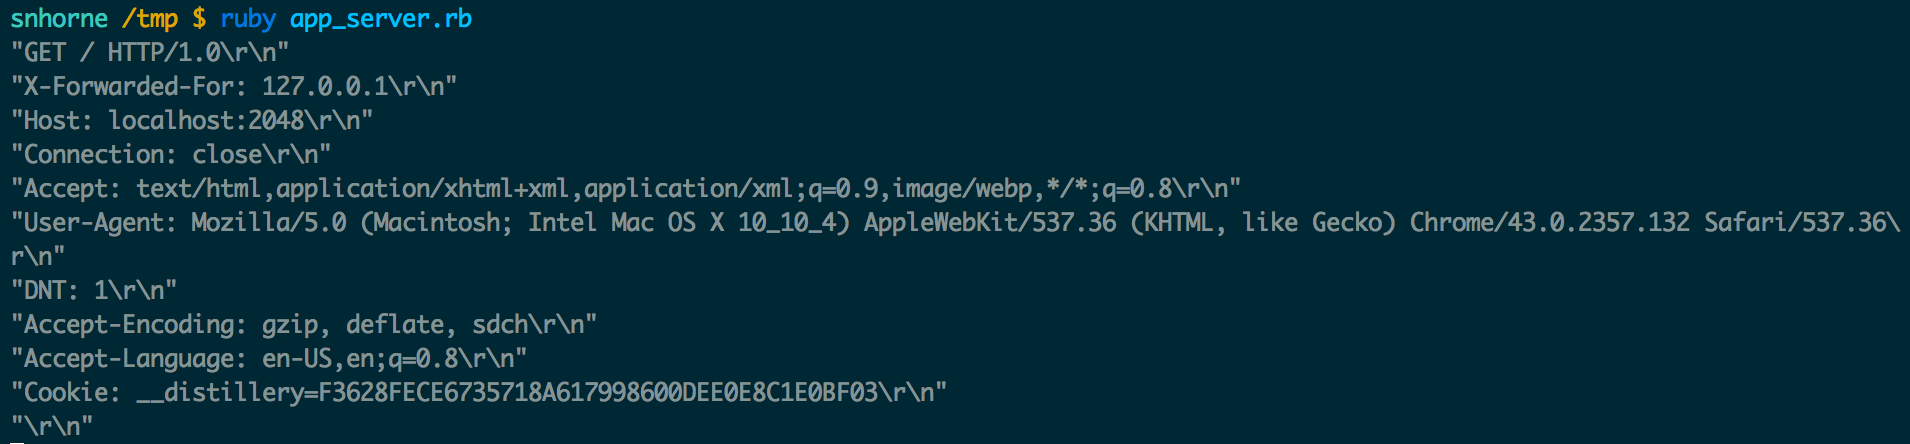 snhorne /tmp $ ruby app_server.rb
"GET / HTTP/1.0\r\n"
"X-Forwarded-For: 127.0.0.1\r\n"
"Host: localhost:2048\r\n"
"Connection: close\r\n"
"Accept: text/html,application/xhtml+xml,application/xml;q=0.9,image/webp,*/*;q=0.8\r\n"
"User-Agent: Mozilla/5.0 (Macintosh; Intel Mac OS X 10_10_4) AppleWebKit/537.36 (KHTML, like Gecko) Chrome/43.0.2357.132 Safari/537.36\
r\n"
"DNT: 1\r\n"
"Accept-Encoding: gzip, deflate, sdch\r\n"
"Accept-Language: en-US,en;q=0.8\r\n"
"Cookie: __distillery=F3628FECE6735718A617998600DEE0E8C1E0BF03\r\n"
"\r\n"